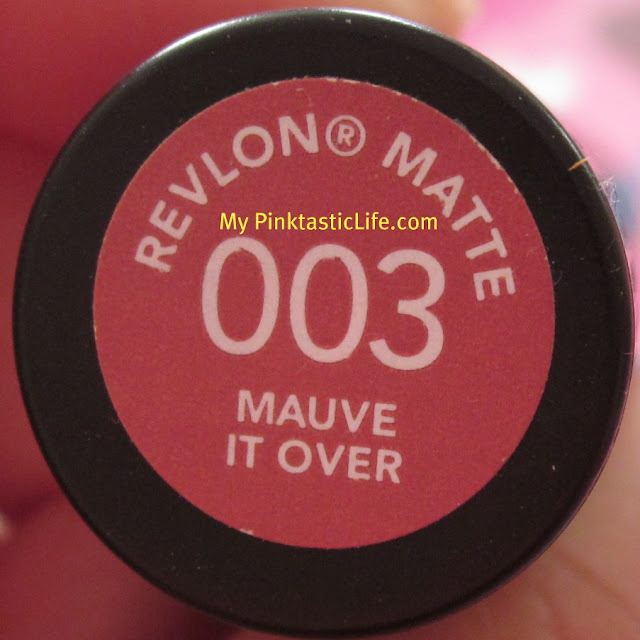 REVLON® MATTE
My PinktasticLife.com
003
MAUVE
IT OVER